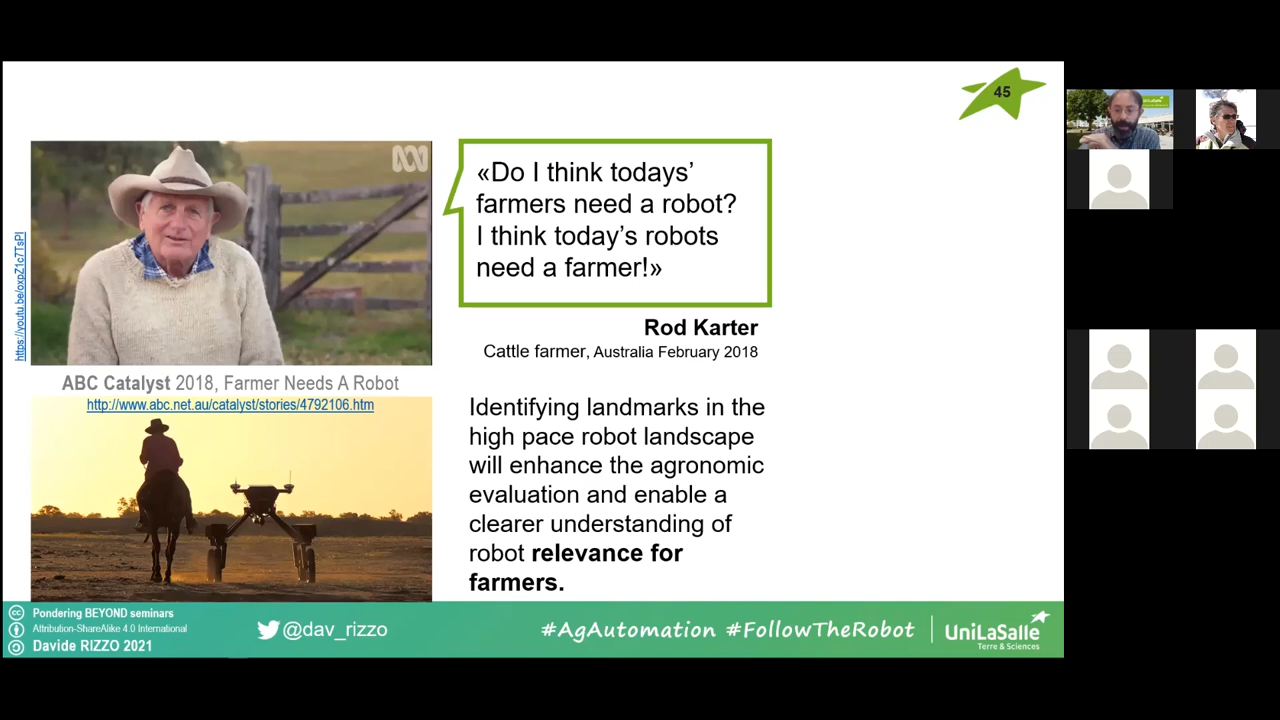 45
«Do I think todays’
farmers need a robot?
I think today’s robots
need a farmer!»
https://youtu.be/oxpZ1c7TsPI
Rod Karter
Cattle farmer, Australia February 2018
ABC Catalyst 2018, Farmer Needs A Robot
http://www.abc.net.au/catalyst/stories/4792106.htm
Identifying landmarks in the
high pace robot landscape
will enhance the agronomic
evaluation and enable a
clearer understanding of
robot relevance for
farmers.
Pondering BEYOND seminars
Attribution-ShareAlike 4.0 International
Davide RIZZO 2021
@dav_rizzo
#AgAutomation #FollowTheRobot
UniLaSalle
Terre & Sciences
UniLaSalle